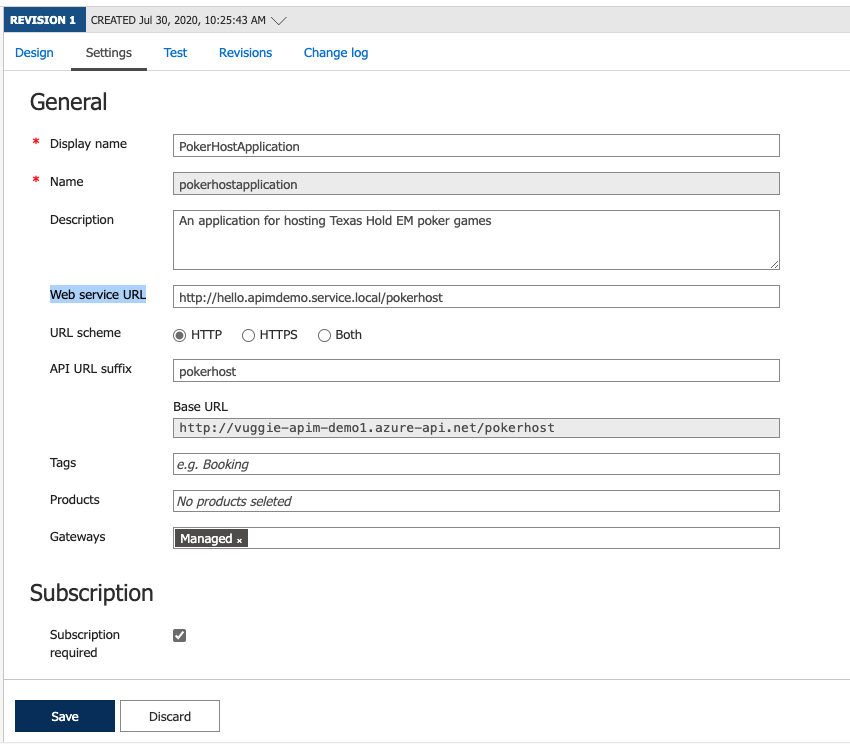 REVISION 1 CREATED Jul 30, 2020, 10:25:43 AM
Design Settings Test Revisions Change log
General
* Display name PokerHostApplication
* Name pokerhostapplication
Description An application for hosting Texas Hold EM poker games
Web service URL http://hello.apimdemo.service.local/pokerhost
URL scheme HTTP HTTPS Both
API URL suffix pokerhost
Base URL
http://vuggie-apim-demo1.azure-api.net/pokerhost
Tags e.g. Booking
Products No products seleted
Gateways Managed ×
Subscription
Subscription
required
Save Discard